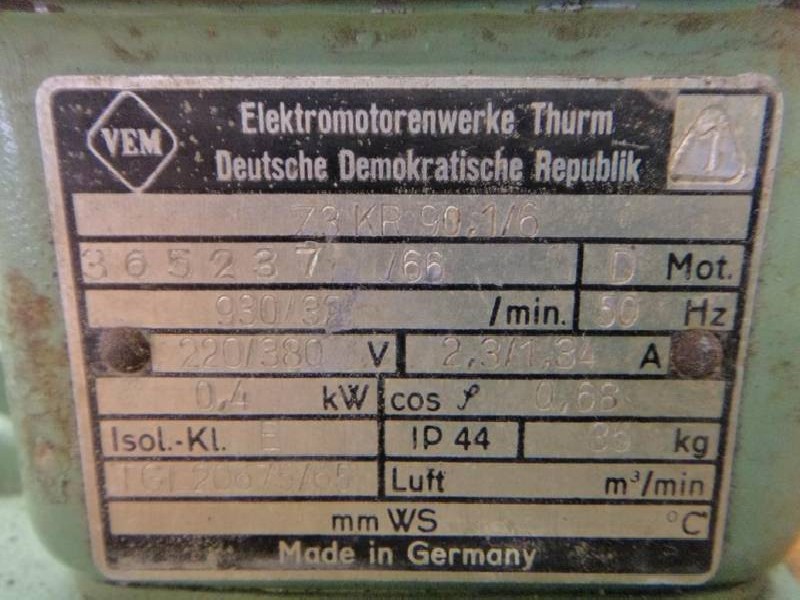 VEM
Elektromotorenwerke Thurm
Deutsche Demokratische Republik
Z3 KR 90.1/6
365237 /66 D Mot.
930/ /min. 50 Hz
220/380 V 2,3/1,34 A
0,4 kW cos φ 0,68
Isol.-Kl. E IP 44 kg
TGL 20675/65 Luft m³/min
mm WS °C
Made in Germany